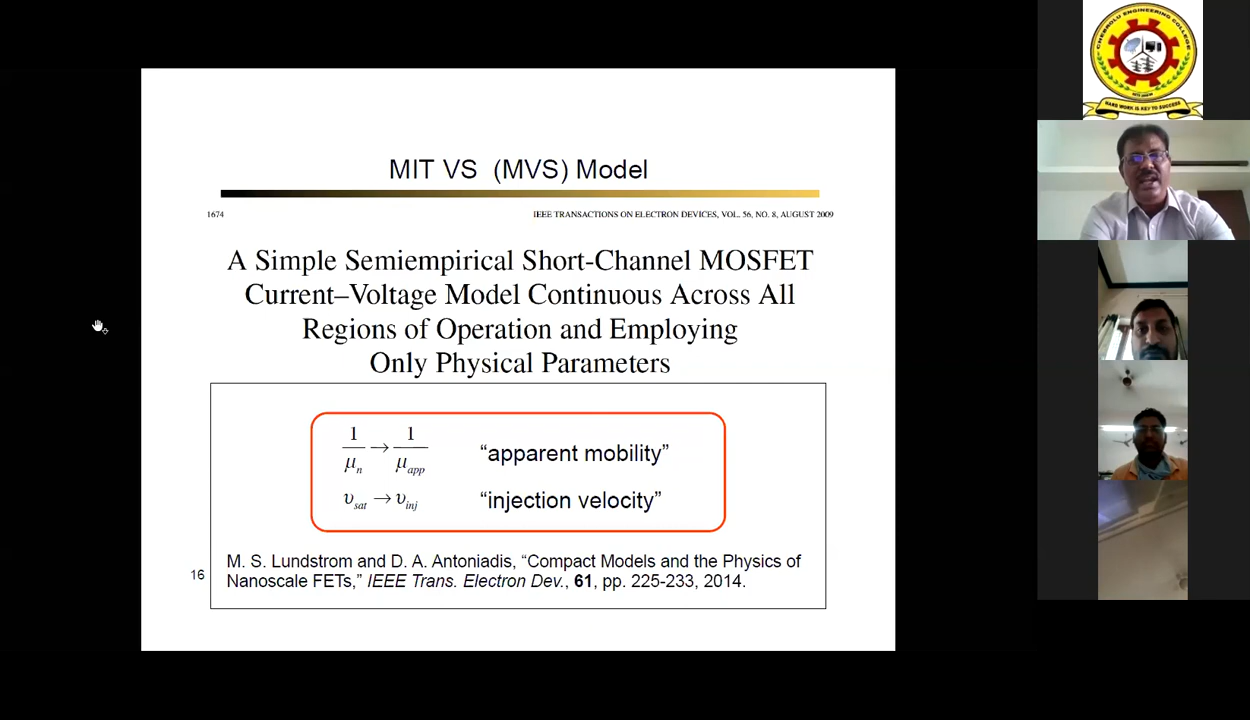 MIT VS (MVS) Model
1674
IEEE TRANSACTIONS ON ELECTRON DEVICES, VOL. 56, NO. 8, AUGUST 2009
A Simple Semiempirical Short-Channel MOSFET
Current–Voltage Model Continuous Across All
Regions of Operation and Employing
Only Physical Parameters
1/μn → 1/μapp "apparent mobility"
υsat → υinj "injection velocity"
M. S. Lundstrom and D. A. Antoniadis, "Compact Models and the Physics of
Nanoscale FETs," IEEE Trans. Electron Dev., 61, pp. 225-233, 2014.
16
CHEBROLU ENGINEERING COLLEGE
HARD WORK IS KEY TO SUCCESS